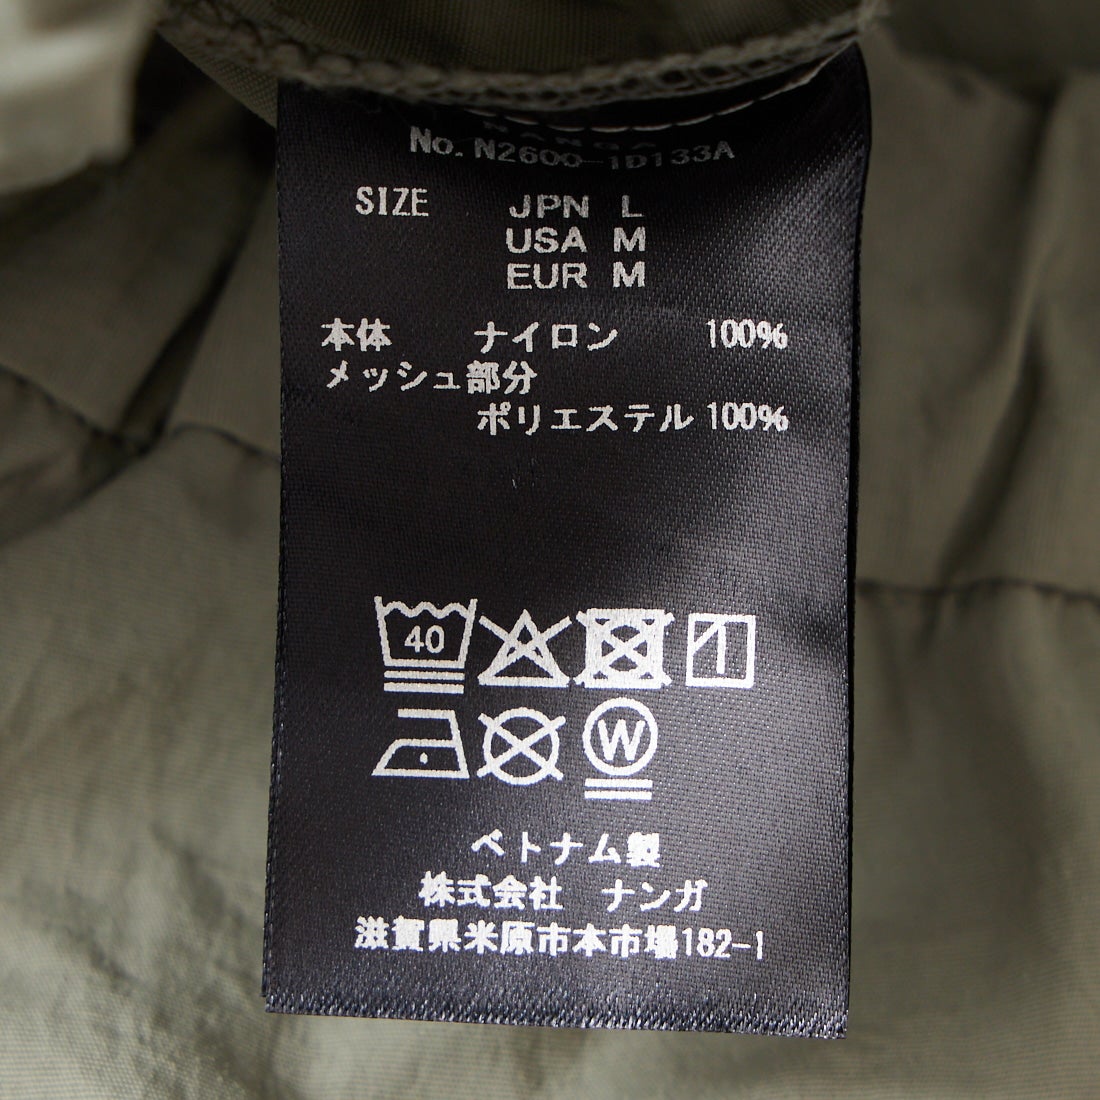 No. N2600-1D133A
SIZE JPN L
USA M
EUR M
本体 ナイロン 100%
メッシュ部分
ポリエステル 100%
40
W
ベトナム製
株式会社 ナンガ
滋賀県米原市本市場182-1